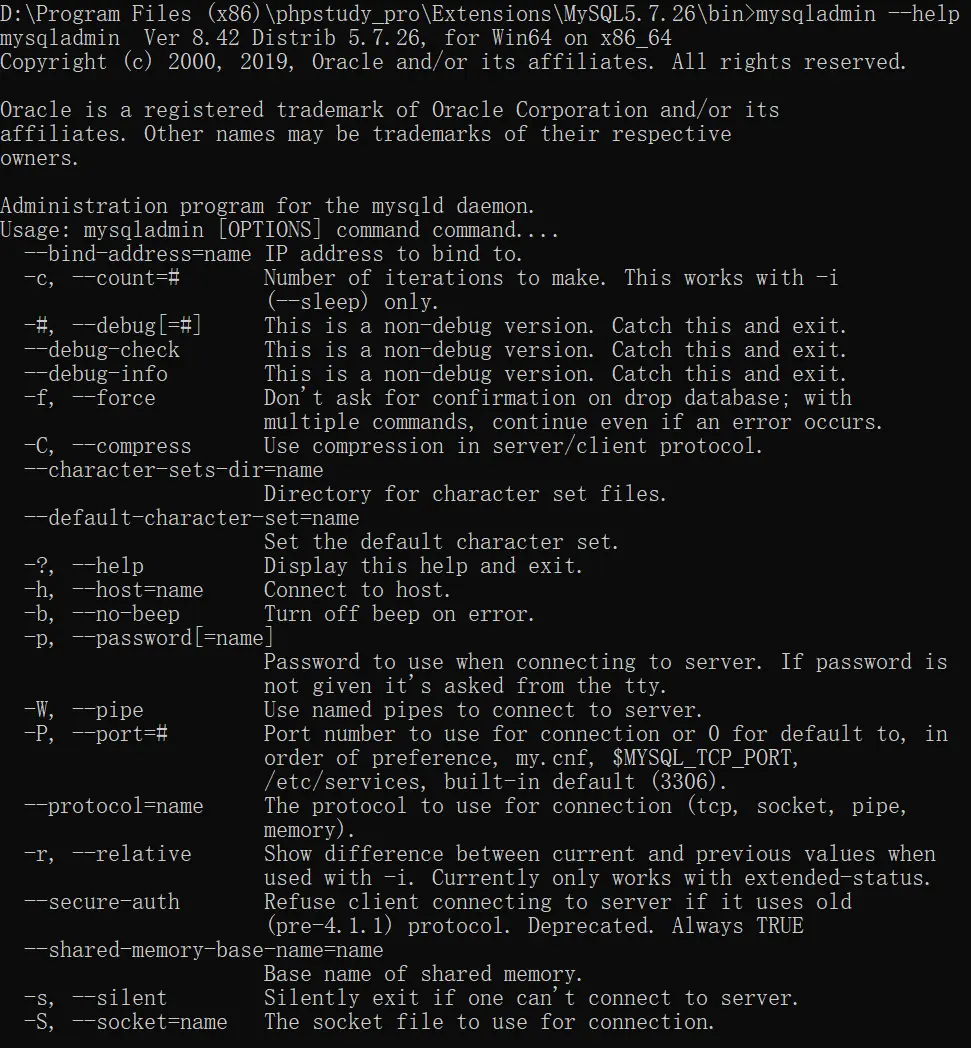 D:\Program Files (x86)\phpstudy_pro\Extensions\MySQL5.7.26\bin>mysqladmin --help
mysqladmin  Ver 8.42 Distrib 5.7.26, for Win64 on x86_64
Copyright (c) 2000, 2019, Oracle and/or its affiliates. All rights reserved.

Oracle is a registered trademark of Oracle Corporation and/or its
affiliates. Other names may be trademarks of their respective
owners.

Administration program for the mysqld daemon.
Usage: mysqladmin [OPTIONS] command command....
  --bind-address=name IP address to bind to.
  -c, --count=#       Number of iterations to make. This works with -i
                      (--sleep) only.
  -#, --debug[=#]     This is a non-debug version. Catch this and exit.
  --debug-check       This is a non-debug version. Catch this and exit.
  --debug-info        This is a non-debug version. Catch this and exit.
  -f, --force         Don't ask for confirmation on drop database; with
                      multiple commands, continue even if an error occurs.
  -C, --compress      Use compression in server/client protocol.
  --character-sets-dir=name
                      Directory for character set files.
  --default-character-set=name
                      Set the default character set.
  -?, --help          Display this help and exit.
  -h, --host=name     Connect to host.
  -b, --no-beep       Turn off beep on error.
  -p, --password[=name]
                      Password to use when connecting to server. If password is
                      not given it's asked from the tty.
  -W, --pipe          Use named pipes to connect to server.
  -P, --port=#        Port number to use for connection or 0 for default to, in
                      order of preference, my.cnf, $MYSQL_TCP_PORT,
                      /etc/services, built-in default (3306).
  --protocol=name     The protocol to use for connection (tcp, socket, pipe,
                      memory).
  -r, --relative      Show difference between current and previous values when
                      used with -i. Currently only works with extended-status.
  --secure-auth       Refuse client connecting to server if it uses old
                      (pre-4.1.1) protocol. Deprecated. Always TRUE
  --shared-memory-base-name=name
                      Base name of shared memory.
  -s, --silent        Silently exit if one can't connect to server.
  -S, --socket=name   The socket file to use for connection.